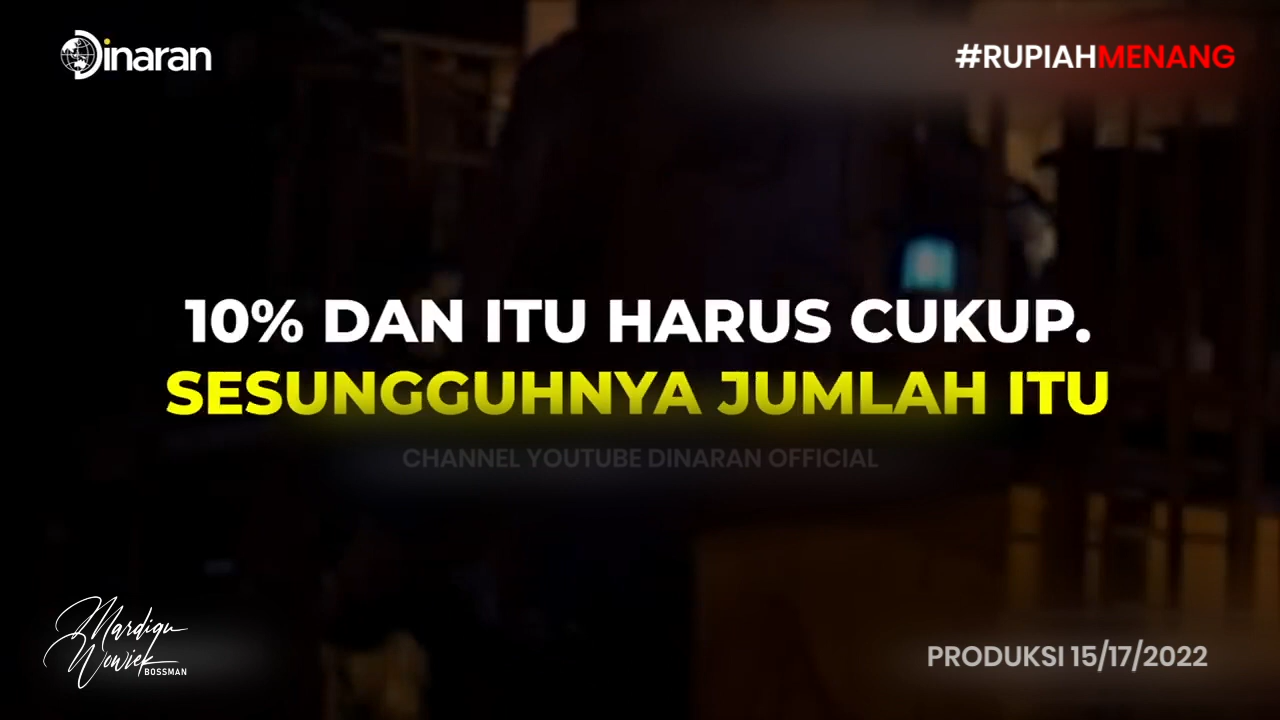 Dinaran
#RUPIAHMENANG
10% DAN ITU HARUS CUKUP.
SESUNGGUHNYA JUMLAH ITU
CHANNEL YOUTUBE DINARAN OFFICIAL
Mardigu
Wowiek
BOSSMAN
PRODUKSI 15/17/2022